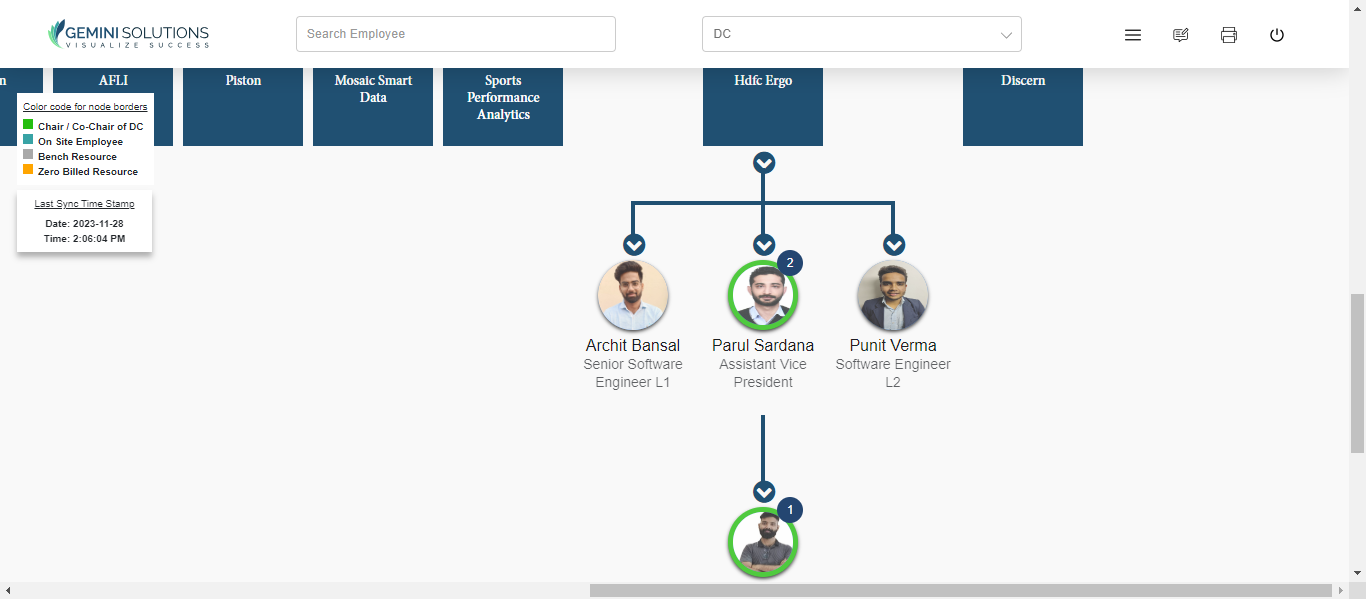 GEMINI SOLUTIONS
VISUALIZE SUCCESS
Search Employee
DC
n
AFLI
Piston
Mosaic Smart
Data
Sports
Performance
Analytics
Hdfc Ergo
Discern
Color code for node borders
Chair / Co-Chair of DC
On Site Employee
Bench Resource
Zero Billed Resource
Last Sync Time Stamp
Date: 2023-11-28
Time: 2:06:04 PM
2
Archit Bansal
Senior Software
Engineer L1
Parul Sardana
Assistant Vice
President
Punit Verma
Software Engineer
L2
1